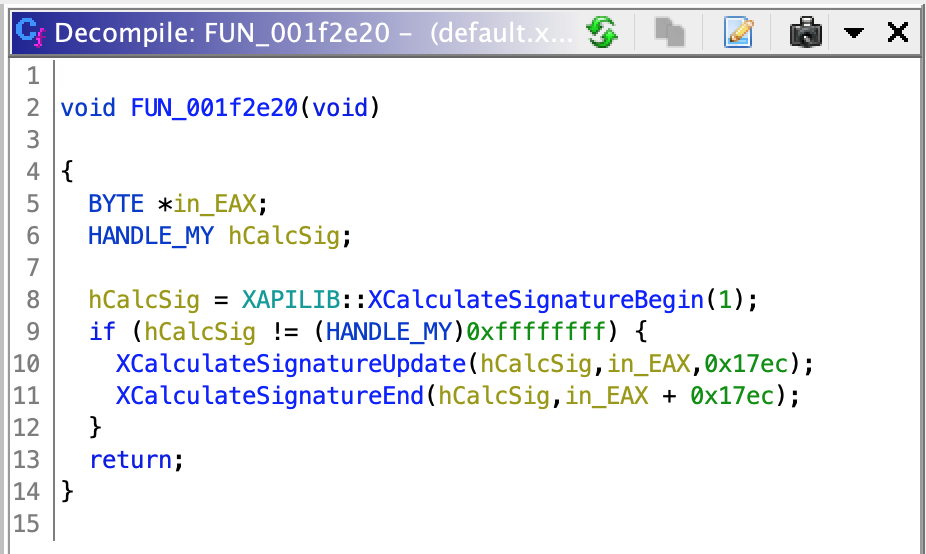 Decompile: FUN_001f2e20 – (default.x...
1
2 void FUN_001f2e20(void)
3
4 {
5 BYTE *in_EAX;
6 HANDLE_MY hCalcSig;
7
8 hCalcSig = XAPILIB::XCalculateSignatureBegin(1);
9 if (hCalcSig != (HANDLE_MY)0xffffffff) {
10 XCalculateSignatureUpdate(hCalcSig,in_EAX,0x17ec);
11 XCalculateSignatureEnd(hCalcSig,in_EAX + 0x17ec);
12 }
13 return;
14 }
15